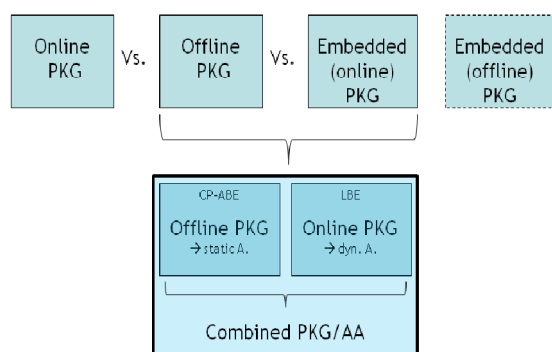 Online
PKG
Vs.
Offline
PKG
Vs.
Embedded
(online)
PKG
Embedded
(offline)
PKG
CP-ABE
Offline PKG
→ static A.
LBE
Online PKG
→ dyn. A.
Combined PKG/AA